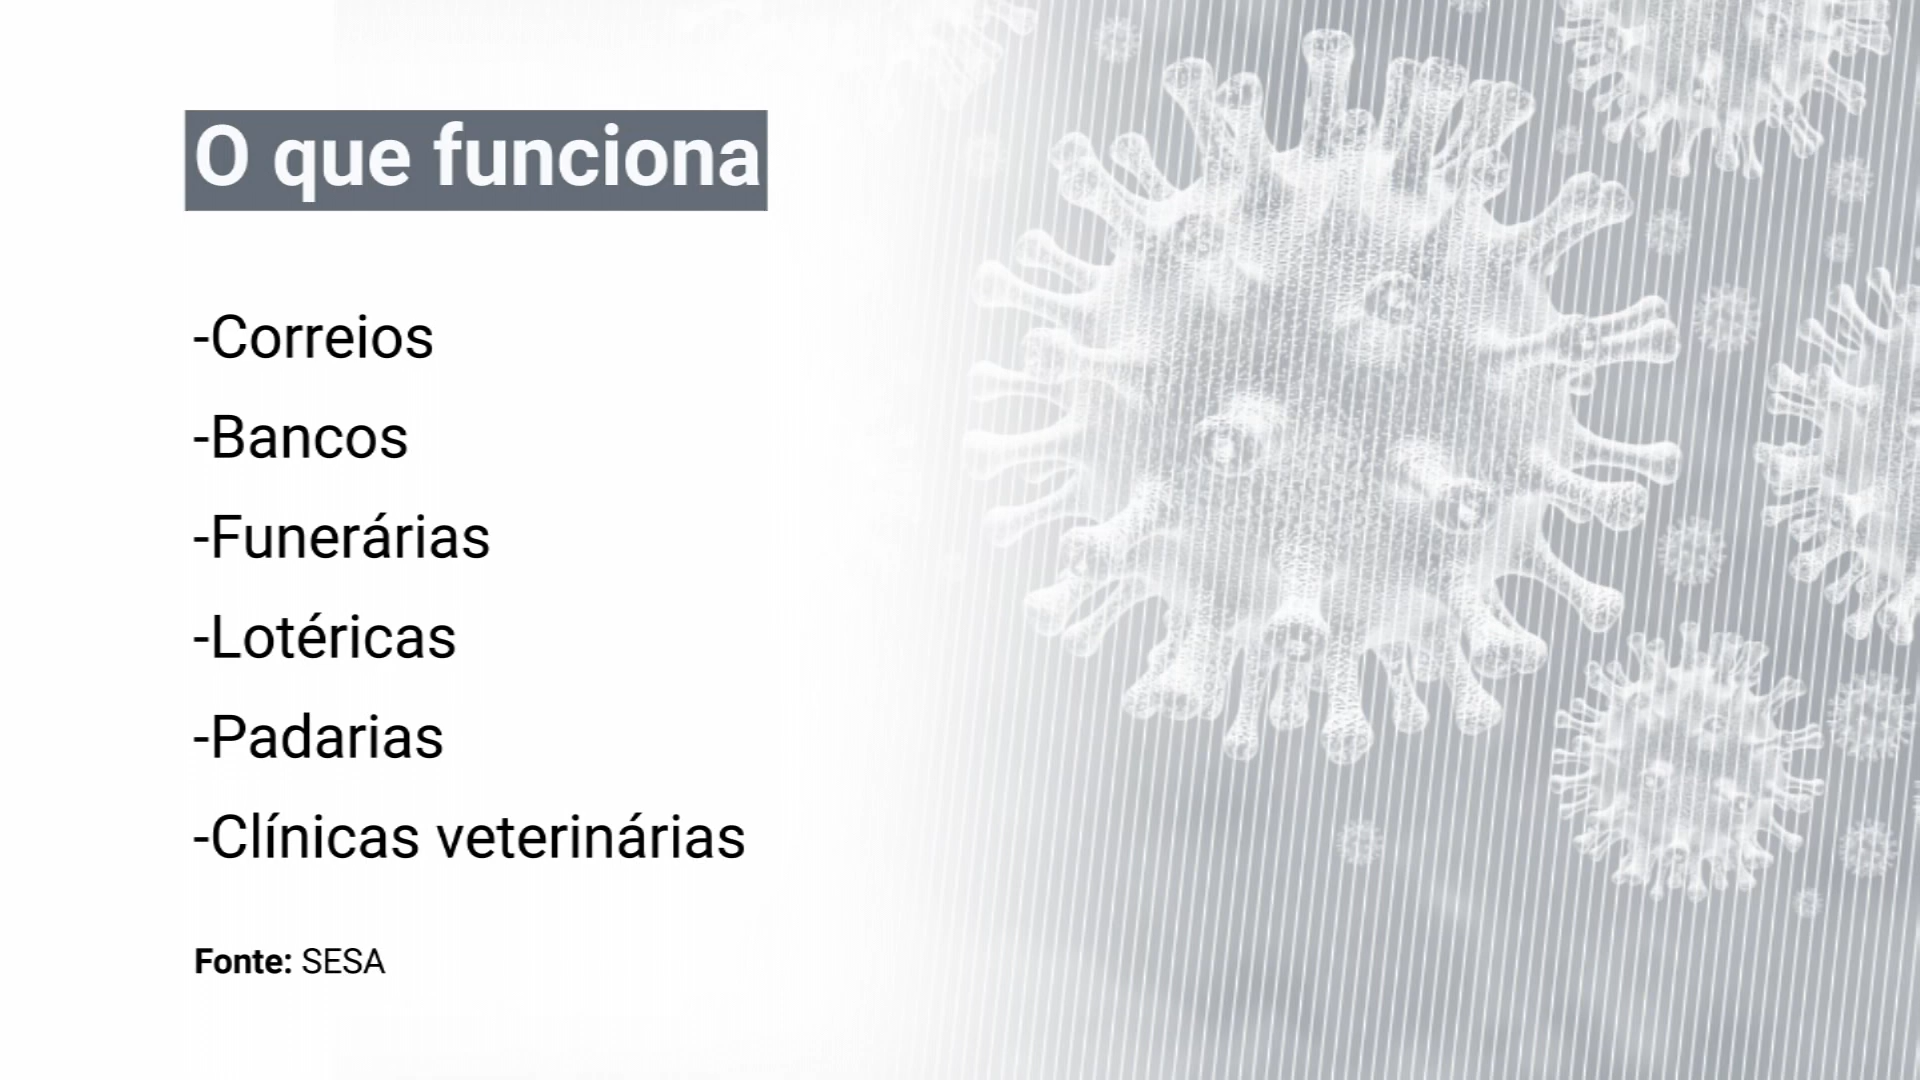 O que funciona
-Correios
-Bancos
-Funerárias
-Lotéricas
-Padarias
-Clínicas veterinárias
Fonte: SESA